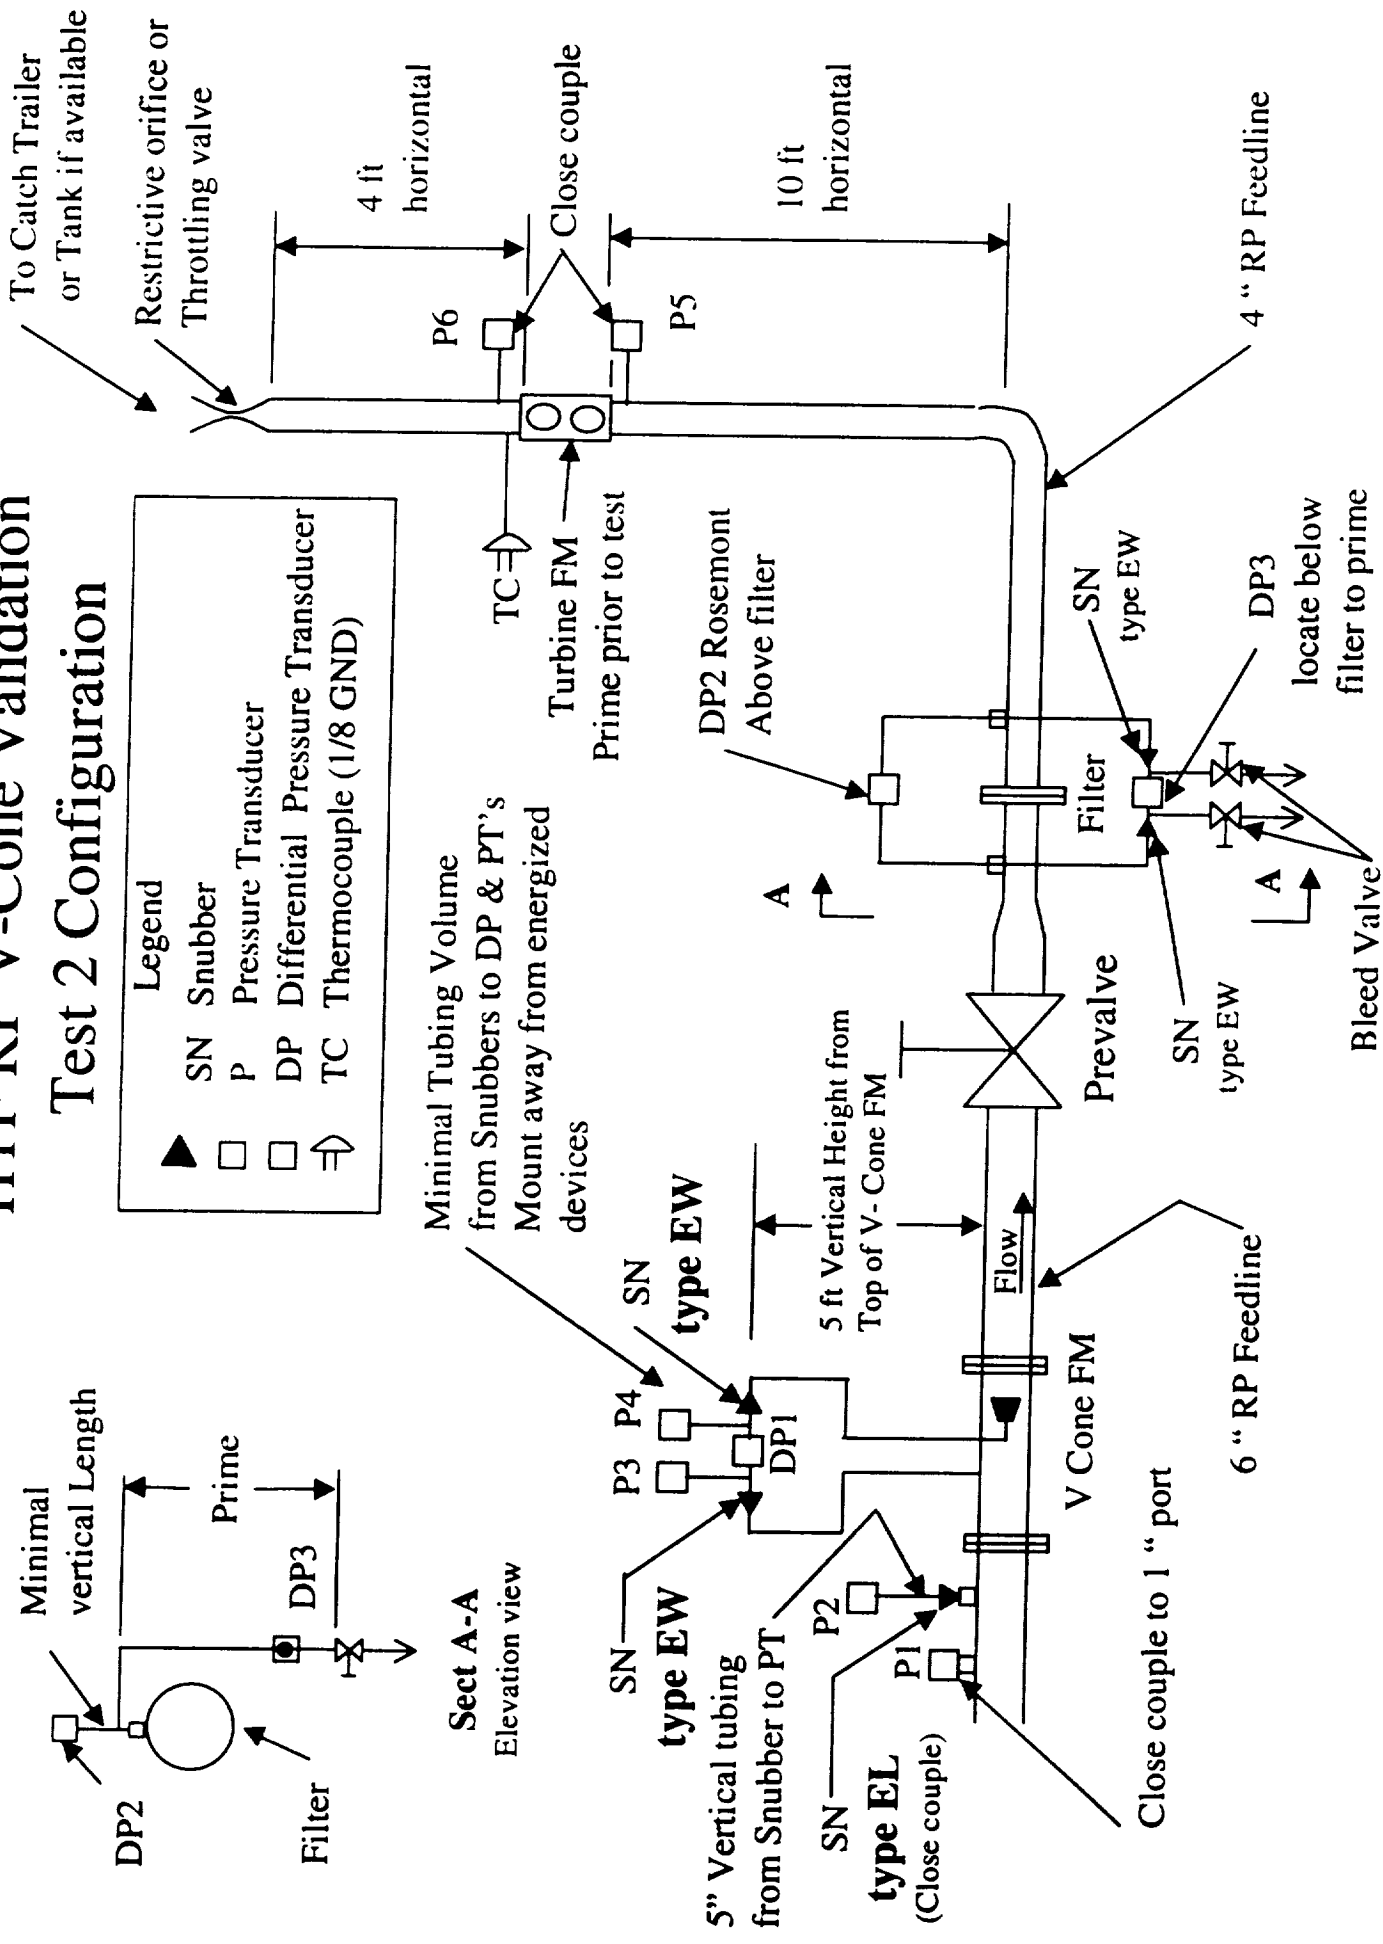 V-Cone Validation
Test 2 Configuration
Legend
SN Snubber
P Pressure Transducer
DP Differential Pressure Transducer
TC Thermocouple (1/8 GND)
Minimal
vertical Length
Prime
DP2
DP3
Filter
Sect A-A
Elevation view
Minimal Tubing Volume
from Snubbers to DP & PT's
Mount away from energized
devices
To Catch Trailer
or Tank if available
Restrictive orifice or
Throttling valve
4 ft
horizontal
P6
Close couple
TC
Turbine FM
Prime prior to test
P5
10 ft
horizontal
SN
type EW
P3
P4
DP1
SN
type EW
5 ft Vertical Height from
Top of V- Cone FM
DP2 Rosemont
Above filter
5” Vertical tubing
from Snubber to PT
P2
P1
SN
type EL
(Close couple)
Flow
V Cone FM
Prevalve
A
Filter
A
SN
type EW
SN
type EW
DP3
locate below
filter to prime
Bleed Valve
4 “ RP Feedline
6 “ RP Feedline
Close couple to 1 “ port